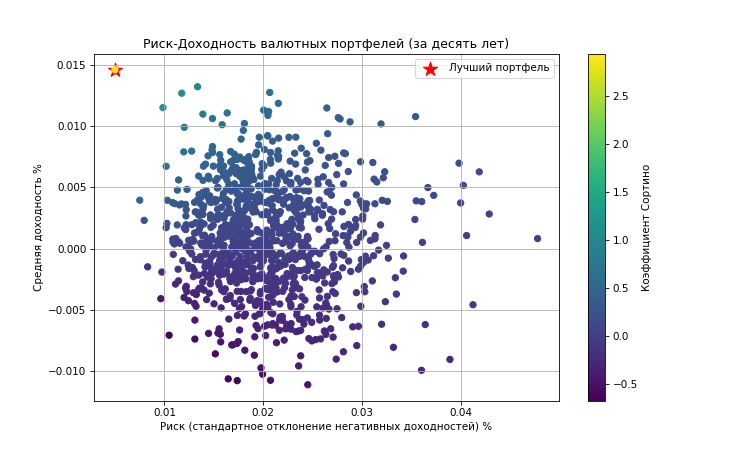 Риск-Доходность валютных портфелей (за десять лет)
Лучший портфель
Средняя доходность %
0.015
0.010
0.005
0.000
−0.005
−0.010
0.01 0.02 0.03 0.04
Риск (стандартное отклонение негативных доходностей) %
2.5
2.0
1.5
1.0
0.5
0.0
−0.5
Коэффициент Сортино